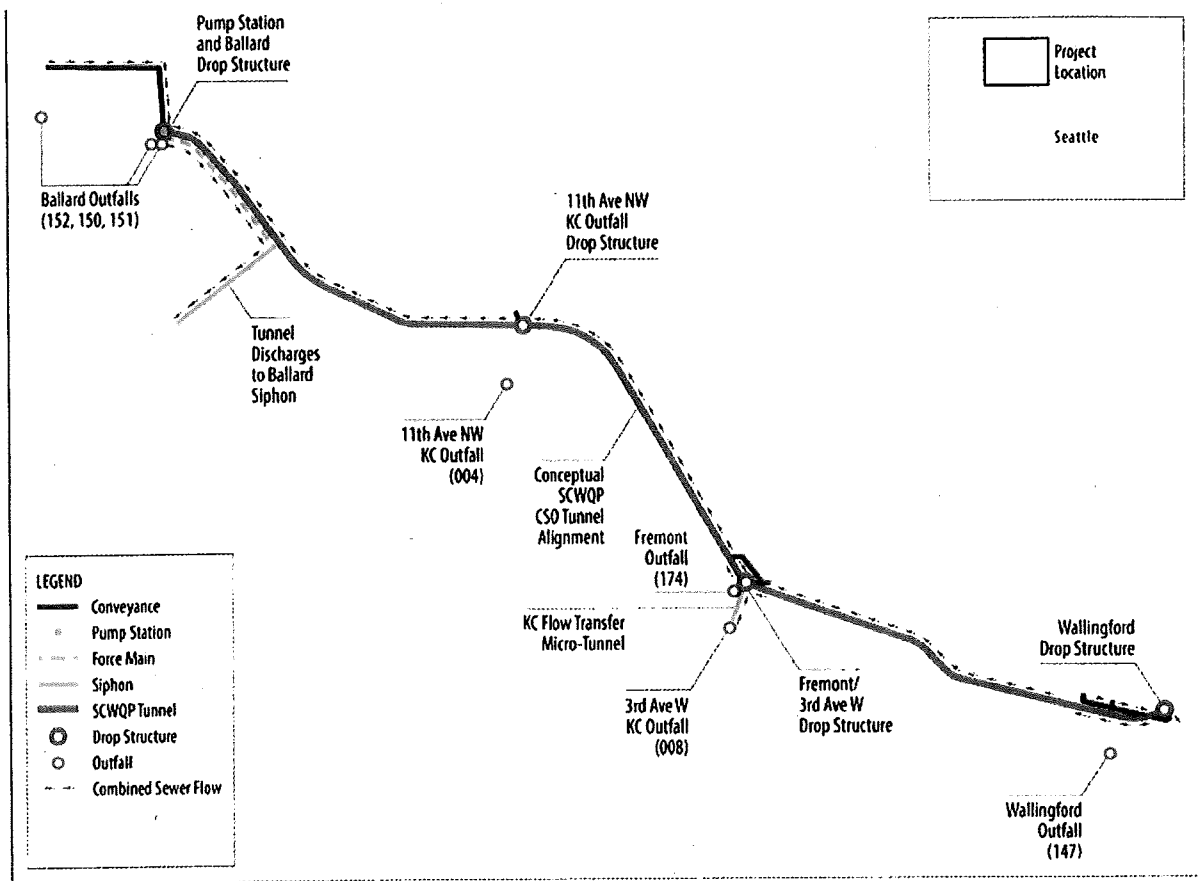 Pump Station
and Ballard
Drop Structure
Project
Location
Seattle
Ballard Outfalls
(152, 150, 151)
11th Ave NW
KC Outfall
Drop Structure
Tunnel
Discharges
to Ballard
Siphon
11th Ave NW
KC Outfall
(004)
Conceptual
SCWQP
CSO Tunnel
Alignment
Fremont
Outfall
(174)
KC Flow Transfer
Micro-Tunnel
3rd Ave W
KC Outfall
(008)
Fremont/
3rd Ave W
Drop Structure
Wallingford
Drop Structure
Wallingford
Outfall
(147)
LEGEND
Conveyance
Pump Station
Force Main
Siphon
SCWQP Tunnel
Drop Structure
Outfall
Combined Sewer Flow